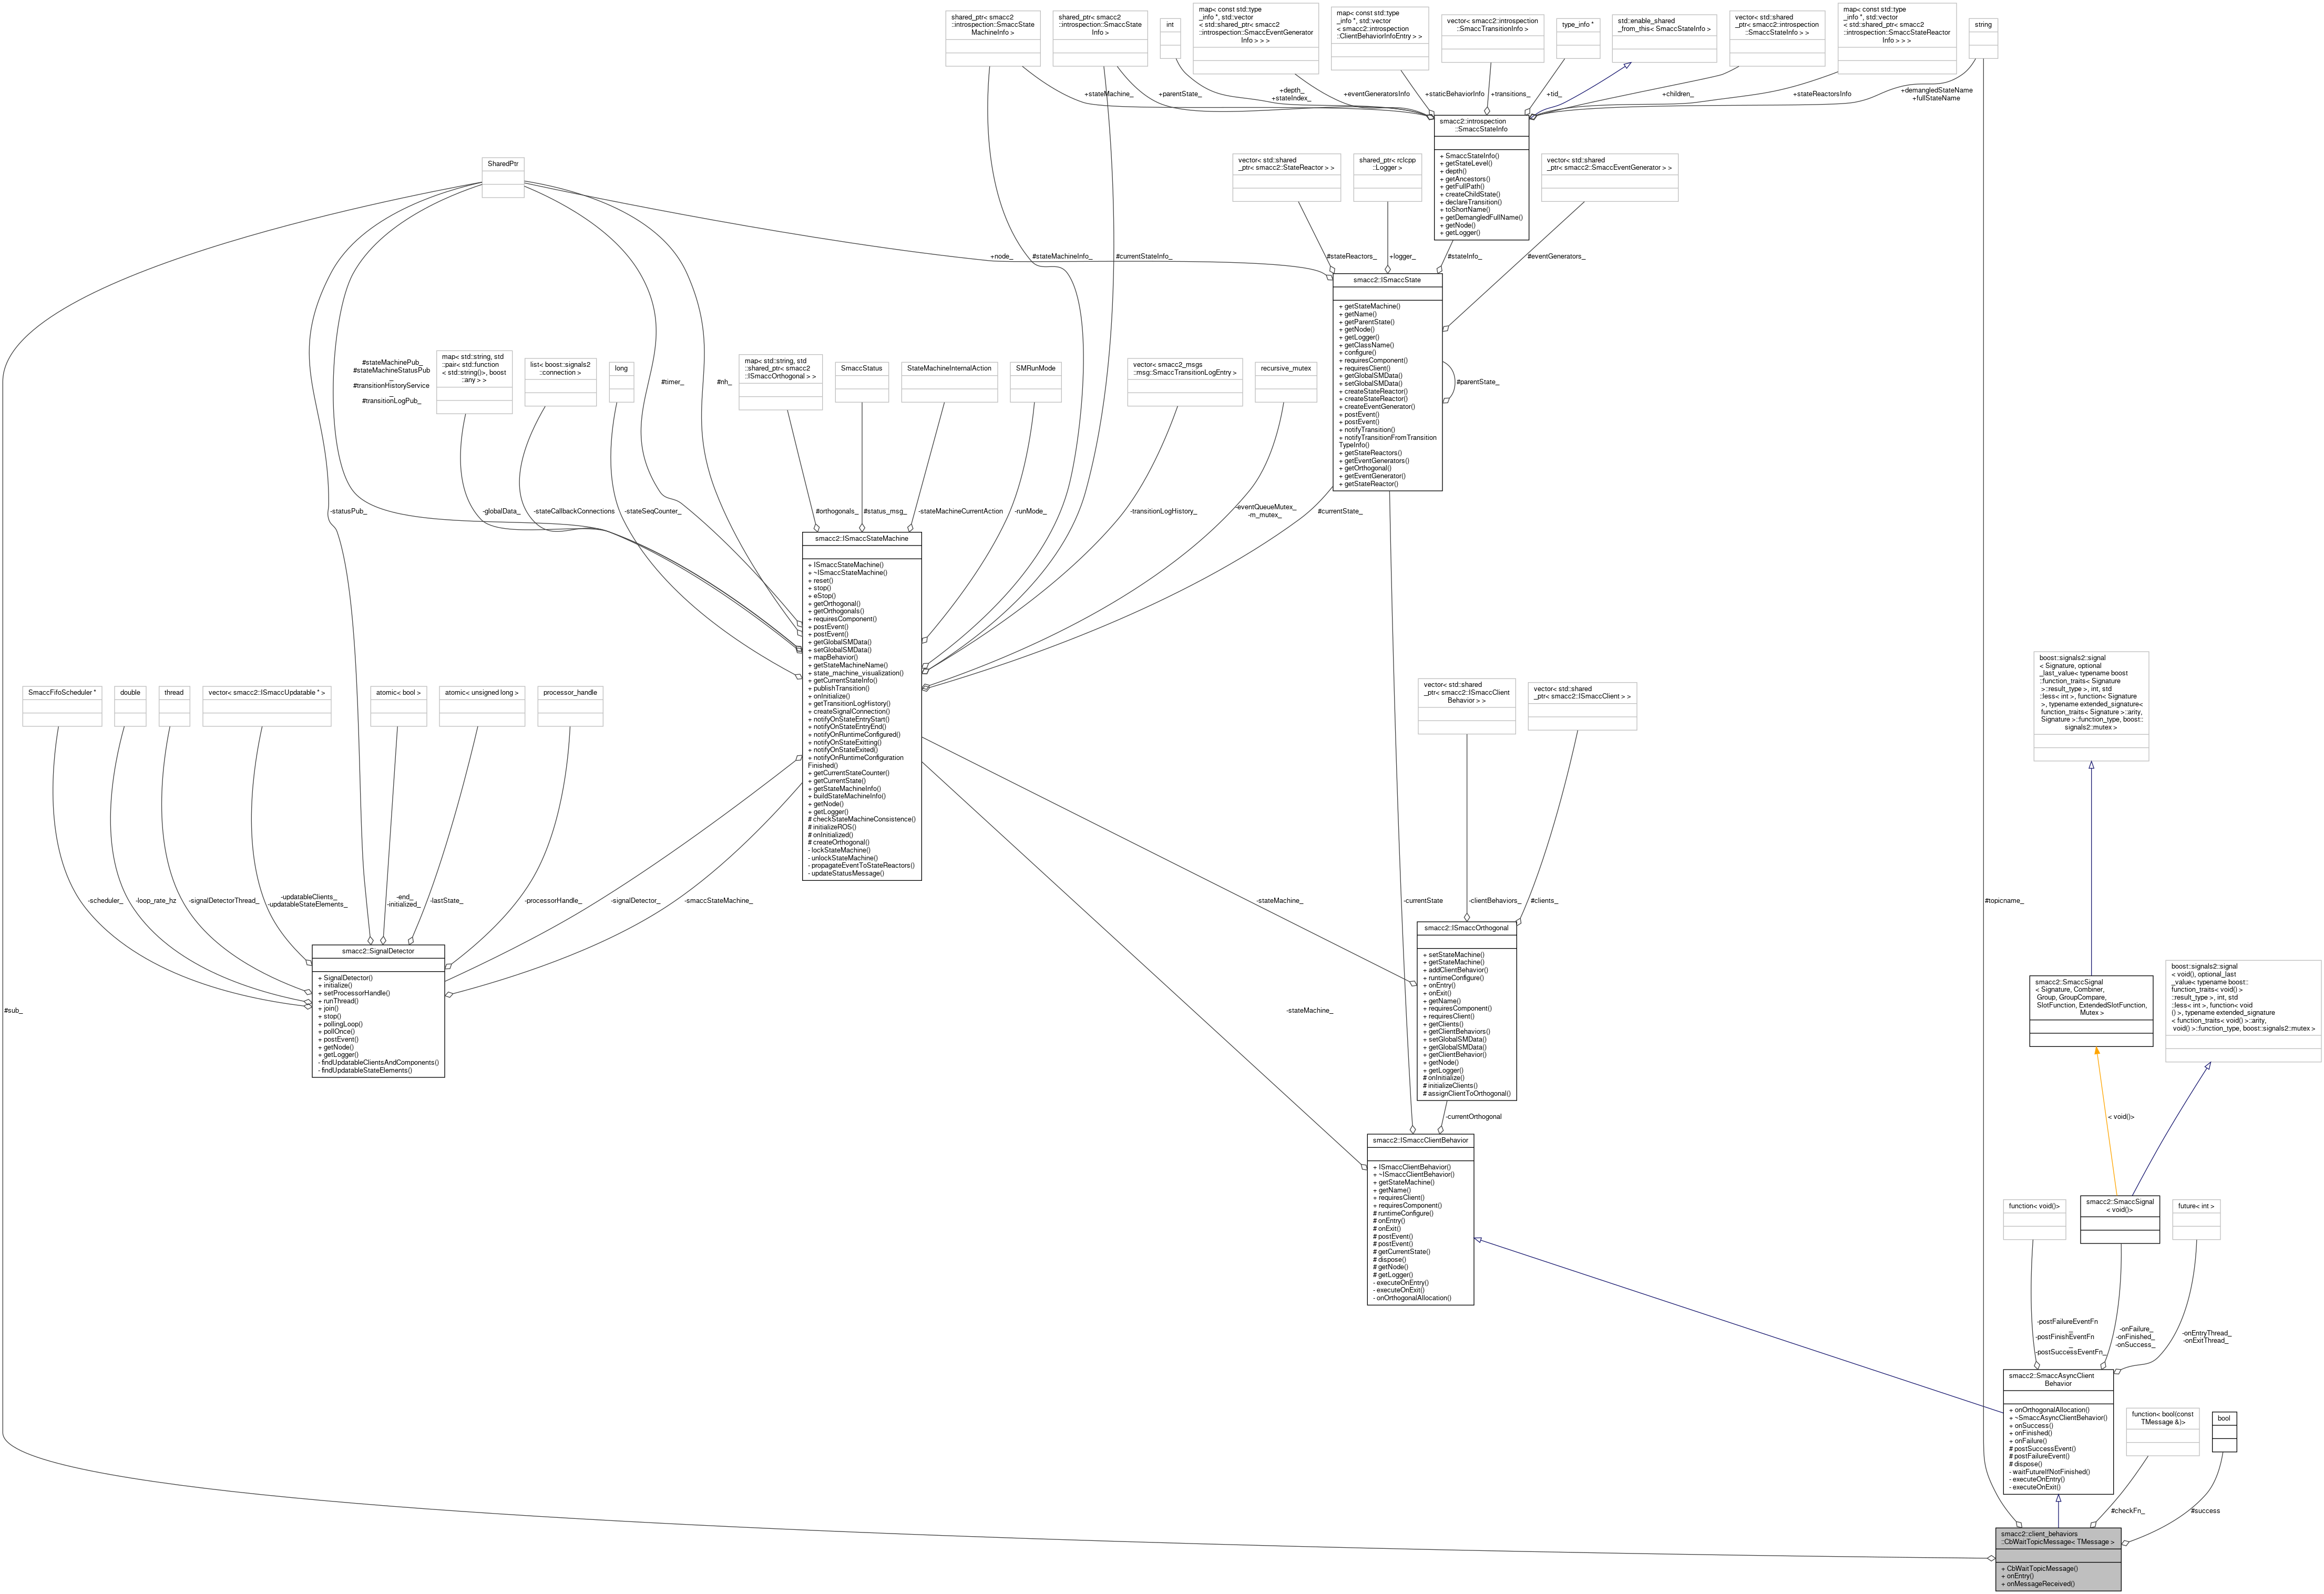 shared_ptr< smacc2
::introspection::SmaccState
MachineInfo >
shared_ptr< smacc2
::introspection::SmaccState
Info >
int
map< const std::type
_info *, std::vector
< std::shared_ptr< smacc2
::introspection::SmaccEventGenerator
Info > > >
map< const std::type
_info *, std::vector
< smacc2::introspection
::ClientBehaviorInfoEntry > >
vector< smacc2::introspection
::SmaccTransitionInfo >
type_info *
std::enable_shared
_from_this< SmaccStateInfo >
vector< std::shared
_ptr< smacc2::introspection
::SmaccStateInfo > >
map< const std::type
_info *, std::vector
< std::shared_ptr< smacc2
::introspection::SmaccStateReactor
Info > > >
string
+stateMachine_
+parentState_
+depth_
+stateIndex_
+eventGeneratorsInfo
+staticBehaviorInfo
+transitions_
+tid_
+children_
+stateReactorsInfo
+demangledStateName
+fullStateName
smacc2::introspection
::SmaccStateInfo
+ SmaccStateInfo()
+ getStateLevel()
+ depth()
+ getAncestors()
+ getFullPath()
+ createChildState()
+ declareTransition()
+ toShortName()
+ getDemangledFullName()
+ getNode()
+ getLogger()
SharedPtr
vector< std::shared
_ptr< smacc2::StateReactor > >
shared_ptr< rclcpp
::Logger >
vector< std::shared
_ptr< smacc2::SmaccEventGenerator > >
+node_
#stateMachineInfo_
#currentStateInfo_
#stateReactors_
+logger_
#stateInfo_
#eventGenerators_
smacc2::ISmaccState
+ getStateMachine()
+ getName()
+ getParentState()
+ getNode()
+ getLogger()
+ getClassName()
+ configure()
+ requiresComponent()
+ requiresClient()
+ getGlobalSMData()
+ setGlobalSMData()
+ createStateReactor()
+ createStateReactor()
+ createEventGenerator()
+ postEvent()
+ postEvent()
+ notifyTransition()
+ notifyTransitionFromTransition
TypeInfo()
+ getStateReactors()
+ getEventGenerators()
+ getOrthogonal()
+ getEventGenerator()
+ getStateReactor()
#parentState_
#stateMachinePub_
#stateMachineStatusPub
_
#transitionHistoryService
_
#transitionLogPub_
map< std::string, std
::pair< std::function
< std::string()>, boost
::any > >
list< boost::signals2
::connection >
long
#timer_
#nh_
map< std::string, std
::shared_ptr< smacc2
::ISmaccOrthogonal > >
SmaccStatus
StateMachineInternalAction
SMRunMode
vector< smacc2_msgs
::msg::SmaccTransitionLogEntry >
recursive_mutex
-statusPub_
-globalData_
-stateCallbackConnections
-stateSeqCounter_
#orthogonals_
#status_msg_
-stateMachineCurrentAction
-runMode_
-transitionLogHistory_
-eventQueueMutex_
-m_mutex_
#currentState_
smacc2::ISmaccStateMachine
+ ISmaccStateMachine()
+ ~ISmaccStateMachine()
+ reset()
+ stop()
+ eStop()
+ getOrthogonal()
+ getOrthogonals()
+ requiresComponent()
+ postEvent()
+ postEvent()
+ getGlobalSMData()
+ setGlobalSMData()
+ mapBehavior()
+ getStateMachineName()
+ state_machine_visualization()
+ getCurrentStateInfo()
+ publishTransition()
+ onInitialize()
+ getTransitionLogHistory()
+ createSignalConnection()
+ notifyOnStateEntryStart()
+ notifyOnStateEntryEnd()
+ notifyOnRuntimeConfigured()
+ notifyOnStateExitting()
+ notifyOnStateExited()
+ notifyOnRuntimeConfiguration
Finished()
+ getCurrentStateCounter()
+ getCurrentState()
+ getStateMachineInfo()
+ buildStateMachineInfo()
+ getNode()
+ getLogger()
# checkStateMachineConsistence()
# initializeROS()
# onInitialized()
# createOrthogonal()
- lockStateMachine()
- unlockStateMachine()
- propagateEventToStateReactors()
- updateStatusMessage()
SmaccFifoScheduler *
double
thread
vector< smacc2::ISmaccUpdatable * >
atomic< bool >
atomic< unsigned long >
processor_handle
-scheduler_
-loop_rate_hz
-signalDetectorThread_
-updatableClients_
-updatableStateElements_
-end_
-initialized_
-lastState_
-processorHandle_
-signalDetector_
-smaccStateMachine_
smacc2::SignalDetector
+ SignalDetector()
+ initialize()
+ setProcessorHandle()
+ runThread()
+ join()
+ stop()
+ pollingLoop()
+ pollOnce()
+ postEvent()
+ getNode()
+ getLogger()
- findUpdatableClientsAndComponents()
- findUpdatableStateElements()
#sub_
vector< std::shared
_ptr< smacc2::ISmaccClient
Behavior > >
vector< std::shared
_ptr< smacc2::ISmaccClient > >
-stateMachine_
-currentState
-clientBehaviors_
#clients_
#topicname_
smacc2::ISmaccOrthogonal
+ setStateMachine()
+ getStateMachine()
+ addClientBehavior()
+ runtimeConfigure()
+ onEntry()
+ onExit()
+ getName()
+ requiresComponent()
+ requiresClient()
+ getClients()
+ getClientBehaviors()
+ setGlobalSMData()
+ getGlobalSMData()
+ getClientBehavior()
+ getNode()
+ getLogger()
# onInitialize()
# initializeClients()
# assignClientToOrthogonal()
-stateMachine_
-currentOrthogonal
smacc2::ISmaccClientBehavior
+ ISmaccClientBehavior()
+ ~ISmaccClientBehavior()
+ getStateMachine()
+ getName()
+ requiresClient()
+ requiresComponent()
# runtimeConfigure()
# onEntry()
# onExit()
# postEvent()
# postEvent()
# getCurrentState()
# dispose()
# getNode()
# getLogger()
- executeOnEntry()
- executeOnExit()
- onOrthogonalAllocation()
boost::signals2::signal
< Signature, optional
_last_value< typename boost
::function_traits< Signature
>::result_type >, int, std
::less< int >, function< Signature
>, typename extended_signature<
function_traits< Signature >::arity,
Signature >::function_type, boost::
signals2::mutex >
smacc2::SmaccSignal
< Signature, Combiner,
Group, GroupCompare,
SlotFunction, ExtendedSlotFunction,
Mutex >
boost::signals2::signal
< void(), optional_last
_value< typename boost::
function_traits< void() >
::result_type >, int, std
::less< int >, function< void
() >, typename extended_signature
< function_traits< void() >::arity,
void() >::function_type, boost::signals2::mutex >
< void()>
function< void()>
smacc2::SmaccSignal
< void()>
future< int >
-postFailureEventFn
_
-postFinishEventFn
_
-postSuccessEventFn_
-onFailure_
-onFinished_
-onSuccess_
-onEntryThread_
-onExitThread_
smacc2::SmaccAsyncClient
Behavior
+ onOrthogonalAllocation()
+ ~SmaccAsyncClientBehavior()
+ onSuccess()
+ onFinished()
+ onFailure()
# postSuccessEvent()
# postFailureEvent()
# dispose()
- waitFutureIfNotFinished()
- executeOnEntry()
- executeOnExit()
function< bool(const
TMessage &)>
bool
#checkFn_
#success
smacc2::client_behaviors
::CbWaitTopicMessage< TMessage >
+ CbWaitTopicMessage()
+ onEntry()
+ onMessageReceived()